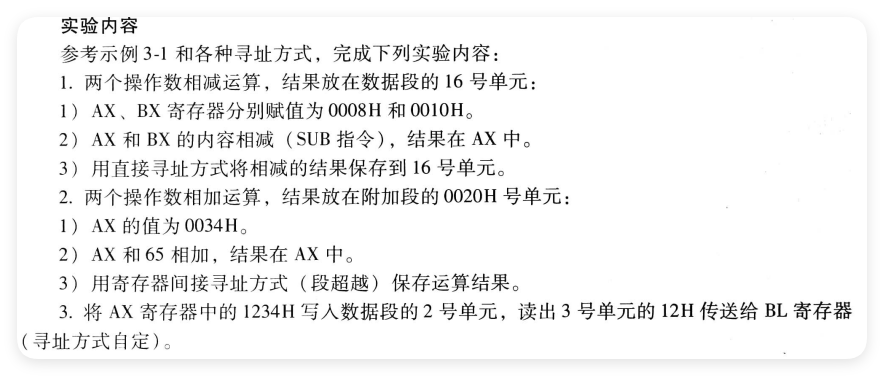 实验内容
参考示例 3-1 和各种寻址方式，完成下列实验内容：
1. 两个操作数相减运算，结果放在数据段的 16 号单元：
1） AX、BX 寄存器分别赋值为 0008H 和 0010H。
2） AX 和 BX 的内容相减（SUB 指令），结果在 AX 中。
3） 用直接寻址方式将相减的结果保存到 16 号单元。
2. 两个操作数相加运算，结果放在附加段的 0020H 号单元：
1） AX 的值为 0034H。
2） AX 和 65 相加，结果在 AX 中。
3） 用寄存器间接寻址方式（段超越）保存运算结果。
3. 将 AX 寄存器中的 1234H 写入数据段的 2 号单元，读出 3 号单元的 12H 传送给 BL 寄存器
（寻址方式自定）。